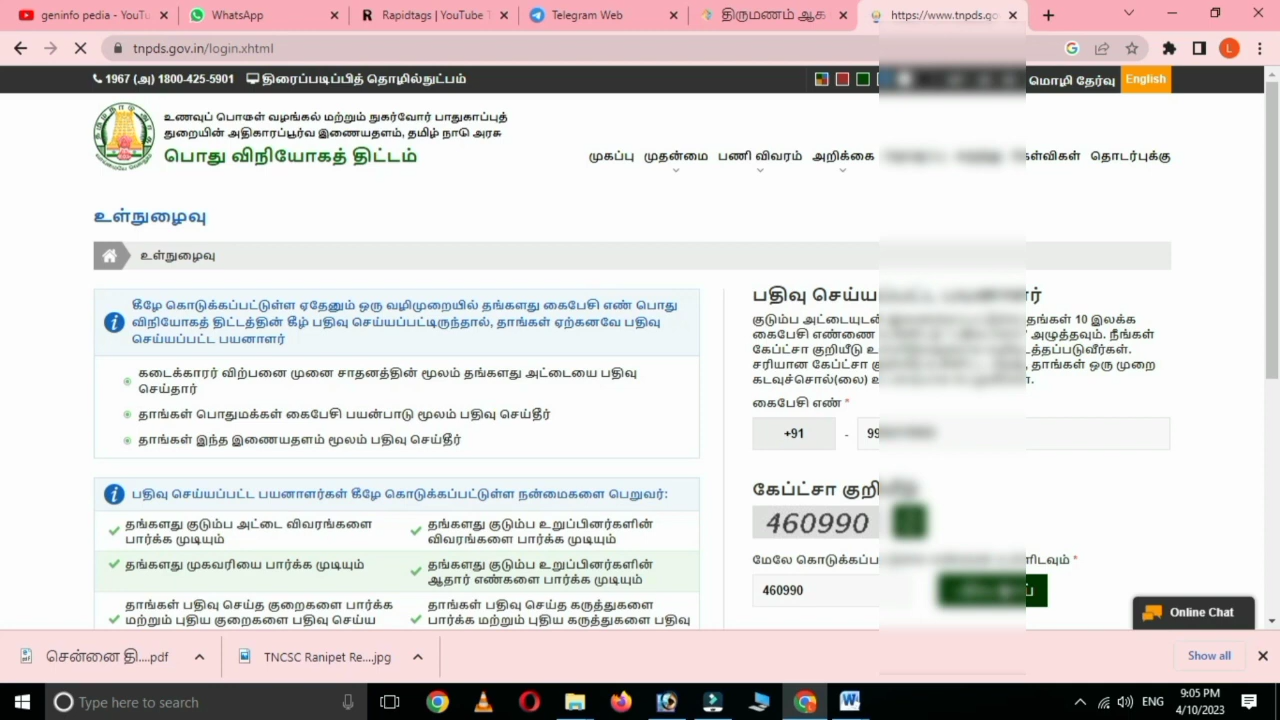 geninfo pedia - YouTu
WhatsApp
Rapidtags | YouTube T
Telegram Web
திருமணம் ஆக
https://www.tnpds.go
tnpds.gov.in/login.xhtml
L
1967 (அ) 1800-425-5901 திரைப்படிப்பித் தொழில்நுட்பம்
மொழி தேர்வு English
உணவுப் பொருள் வழங்கல் மற்றும் நுகர்வோர் பாதுகாப்புத்
துறையின் அதிகாரப்பூர்வ இணையதளம், தமிழ் நாடு அரசு
பொது விநியோகத் திட்டம்
முகப்பு முதன்மை பணி விவரம் அறிக்கை கேள்விகள் தொடர்புக்கு
உள்நுழைவு
உள்நுழைவு
கீழே கொடுக்கப்பட்டுள்ள ஏதேனும் ஒரு வழிமுறையில் தங்களது கைபேசி எண் பொது
விநியோகத் திட்டத்தின் கீழ் பதிவு செய்யப்பட்டிருந்தால், தாங்கள் ஏற்கனவே பதிவு
செய்யப்பட்ட பயனாளர்
கடைக்காரர் விற்பனை முனை சாதனத்தின் மூலம் தங்களது அட்டையை பதிவு
செய்தார்
தாங்கள் பொதுமக்கள் கைபேசி பயன்பாடு மூலம் பதிவு செய்தீர்
தாங்கள் இந்த இணையதளம் மூலம் பதிவு செய்தீர்
பதிவு செய்யப்பட்ட பயனாளர்கள் கீழே கொடுக்கப்பட்டுள்ள நன்மைகளை பெறுவர்:
தங்களது குடும்ப அட்டை விவரங்களை
பார்க்க முடியும்
தங்களது குடும்ப உறுப்பினர்களின்
விவரங்களை பார்க்க முடியும்
தங்களது முகவரியை பார்க்க முடியும்
தங்களது குடும்ப உறுப்பினர்களின்
ஆதார் எண்களை பார்க்க முடியும்
தாங்கள் பதிவு செய்த குறைகளை பார்க்க
மற்றும் புதிய குறைகளை பதிவு செய்ய
தாங்கள் பதிவு செய்த கருத்துகளை
பார்க்க மற்றும் புதிய கருத்துகளை பதிவு
பதிவு
குடும்ப அட்டையுடன் தங்கள் 10 இலக்க
கைபேசி எண்ணை அழுத்தவும். நீங்கள்
கேப்ட்சா குறியீடு
சரியான கேப்ட்சா தாங்கள் ஒரு முறை
கைபேசி எண் *
+91 - 99
கேப்ட்சா
460990
மேலே
460990
Online Chat
சென்னை தி....pdf
TNCSC Ranipet Re....jpg
Show all
Type here to search
ENG
9:05 PM
4/10/2023